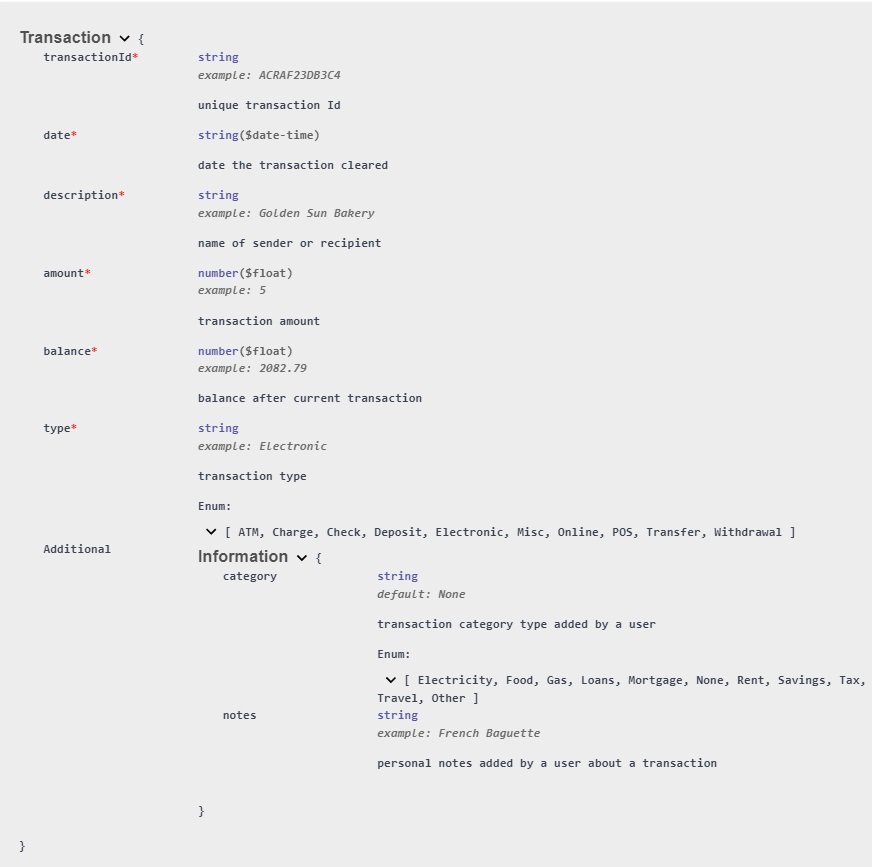 Transaction {
transactionId* string
example: ACRAF23DB3C4
unique transaction Id
date* string($date-time)
date the transaction cleared
description* string
example: Golden Sun Bakery
name of sender or recipient
amount* number($float)
example: 5
transaction amount
balance* number($float)
example: 2082.79
balance after current transaction
type* string
example: Electronic
transaction type
Enum:
[ ATM, Charge, Check, Deposit, Electronic, Misc, Online, POS, Transfer, Withdrawal ]
Additional Information {
category string
default: None
transaction category type added by a user
Enum:
[ Electricity, Food, Gas, Loans, Mortgage, None, Rent, Savings, Tax,
Travel, Other ]
notes string
example: French Baguette
personal notes added by a user about a transaction
}
}